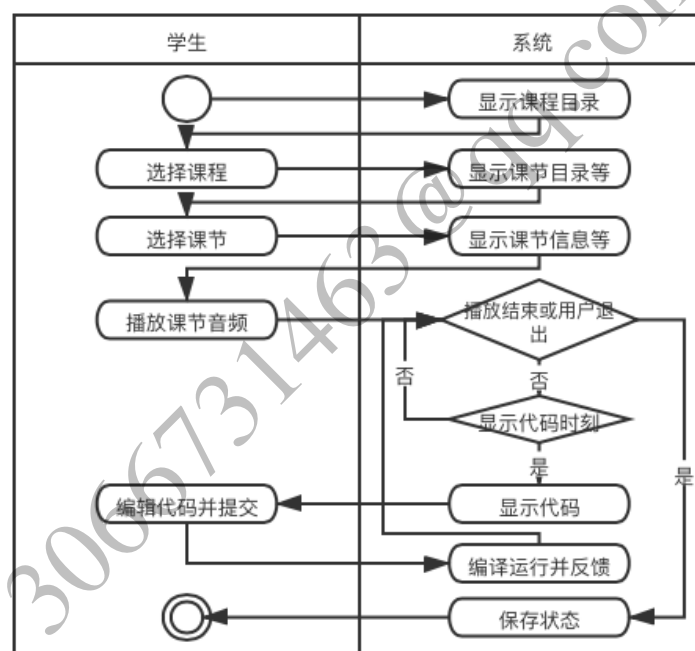 学生
系统
显示课程目录
选择课程
显示课节目录等
选择课节
显示课节信息等
播放课节音频
播放结束或用户退
出
否
否
显示代码时刻
是
是
编辑代码并提交
显示代码
编译运行并反馈
保存状态
3066731463@qq.com